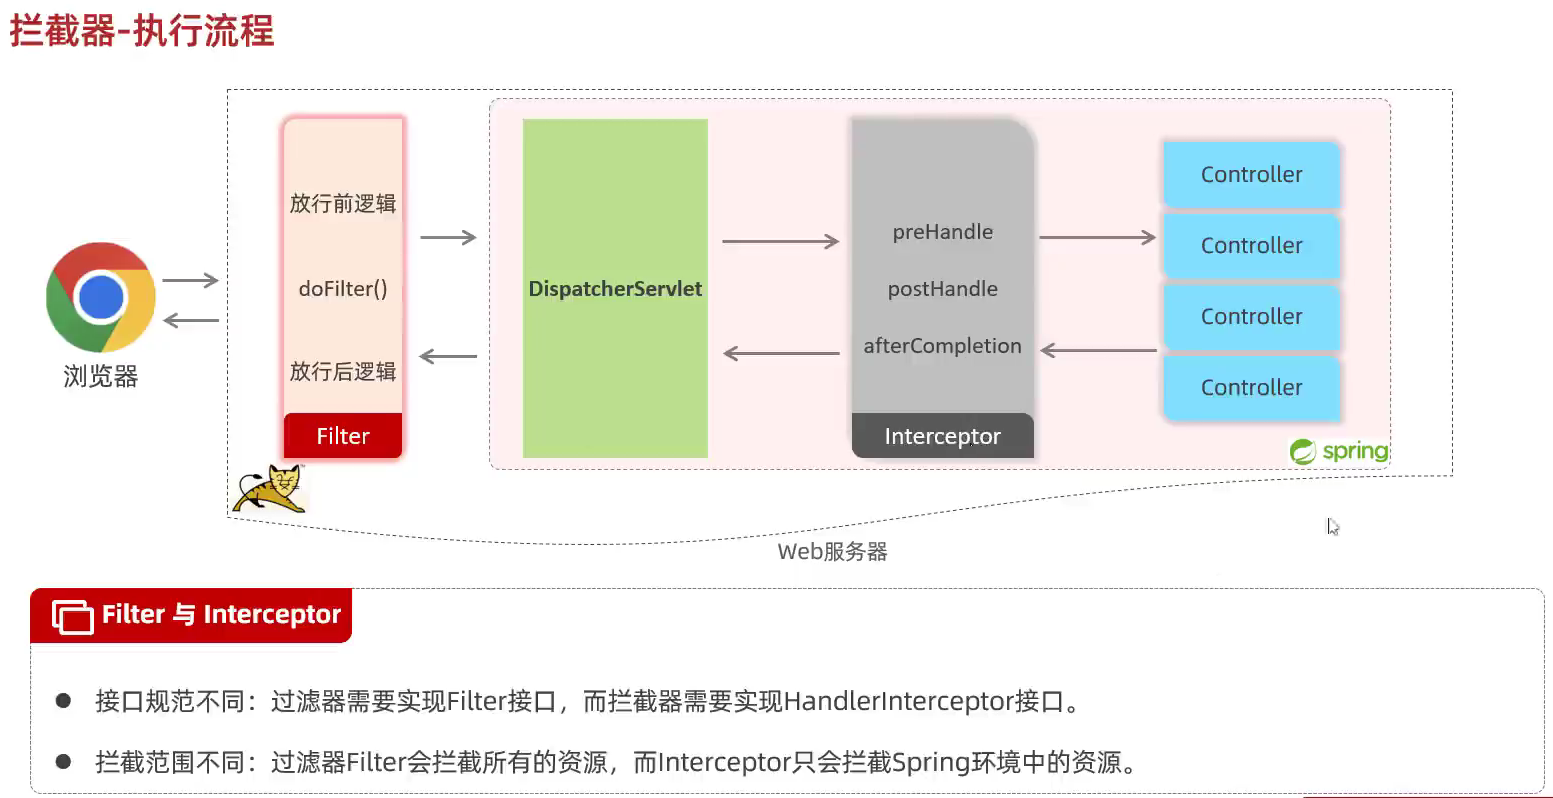 拦截器-执行流程
浏览器
放行前逻辑
doFilter()
放行后逻辑
Filter
DispatcherServlet
preHandle
postHandle
afterCompletion
Interceptor
Controller
Controller
Controller
Controller
spring
Web服务器
Filter 与 Interceptor
接口规范不同：过滤器需要实现Filter接口，而拦截器需要实现HandlerInterceptor接口。
拦截范围不同：过滤器Filter会拦截所有的资源，而Interceptor只会拦截Spring环境中的资源。